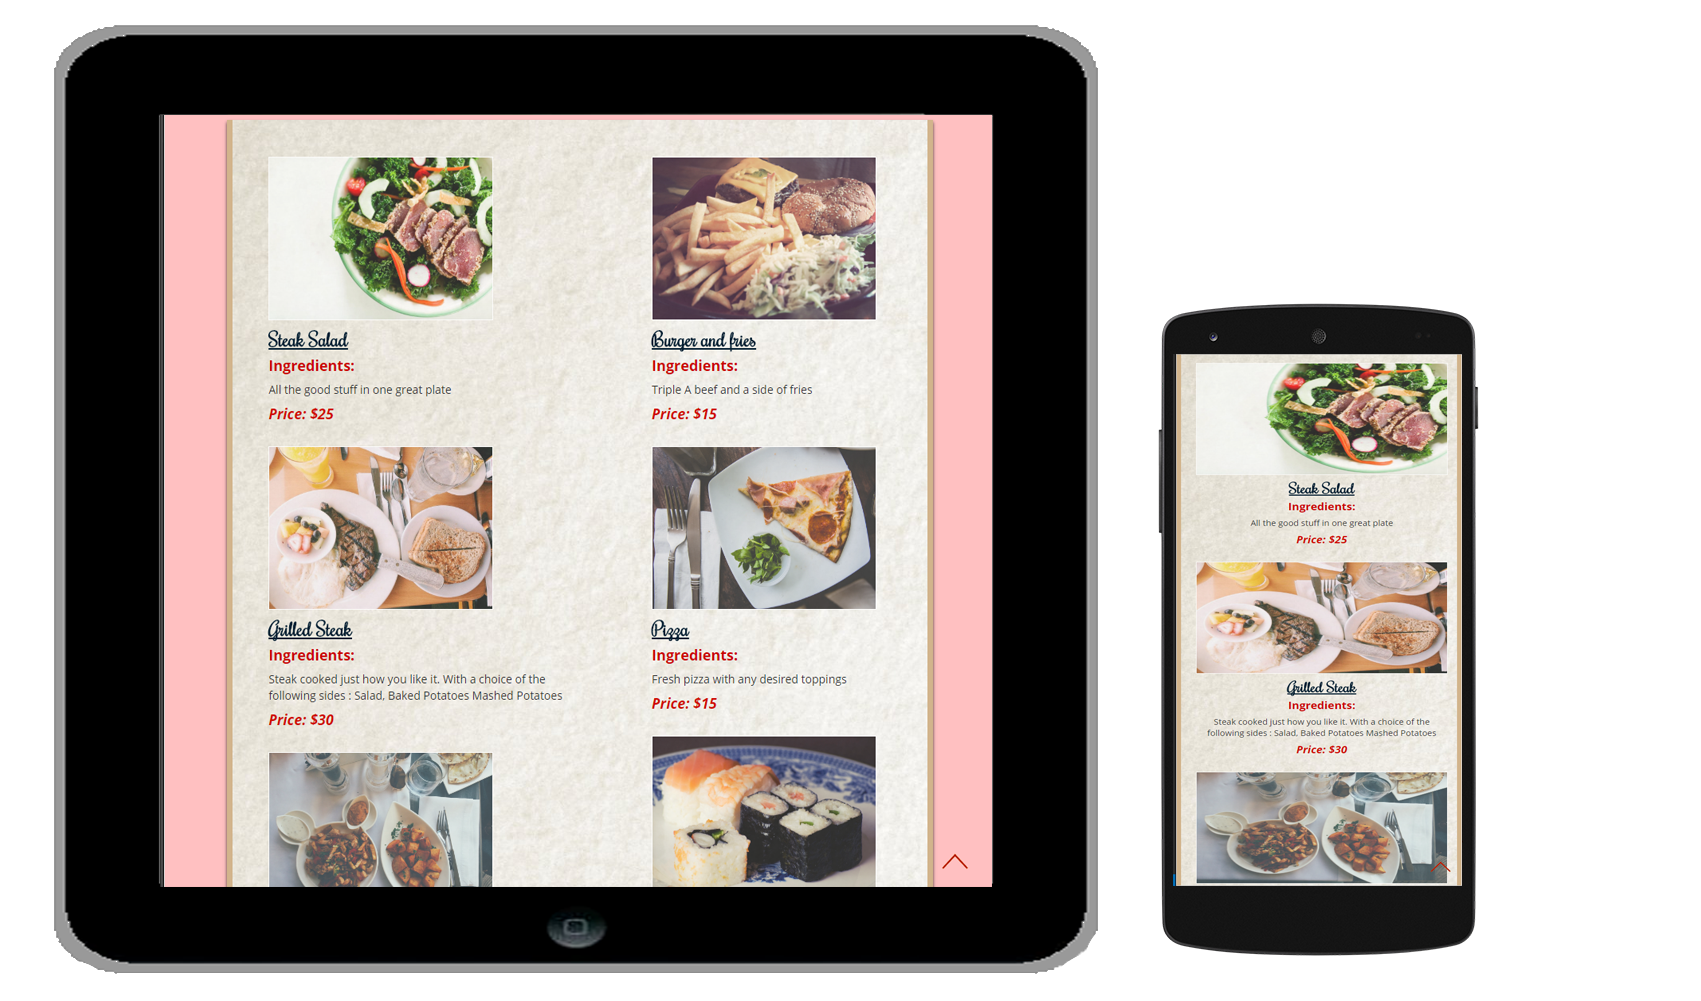 Steak Salad
Ingredients:
All the good stuff in one great plate
Price: $25
Burger and fries
Ingredients:
Triple A beef and a side of fries
Price: $15
Grilled Steak
Ingredients:
Steak cooked just how you like it. With a choice of the
following sides : Salad, Baked Potatoes Mashed Potatoes
Price: $30
Pizza
Ingredients:
Fresh pizza with any desired toppings
Price: $15
Steak Salad
Ingredients:
All the good stuff in one great plate
Price: $25
Grilled Steak
Ingredients:
Steak cooked just how you like it. With a choice of the
following sides : Salad, Baked Potatoes Mashed Potatoes
Price: $30